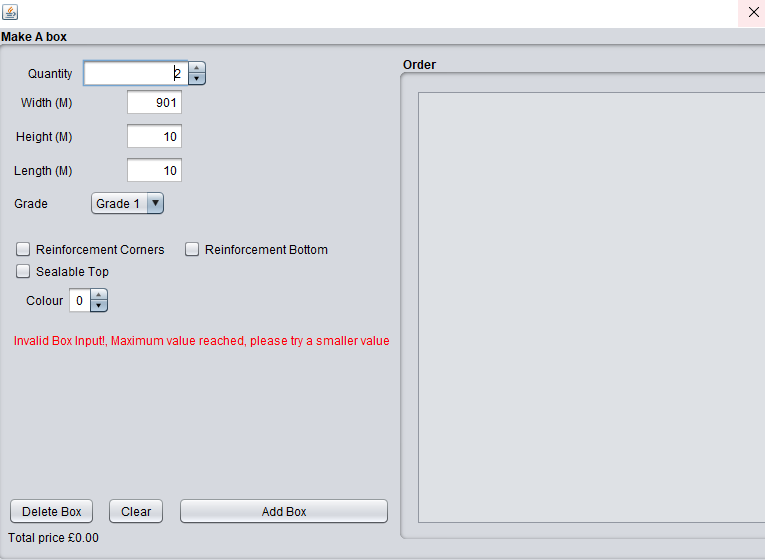 Make A box
Quantity 2
Order
Width (M) 901
Height (M) 10
Length (M) 10
Grade Grade 1
Reinforcement Corners Reinforcement Bottom
Sealable Top
Colour 0
Invalid Box Input!, Maximum value reached, please try a smaller value
Delete Box Clear Add Box
Total price £0.00